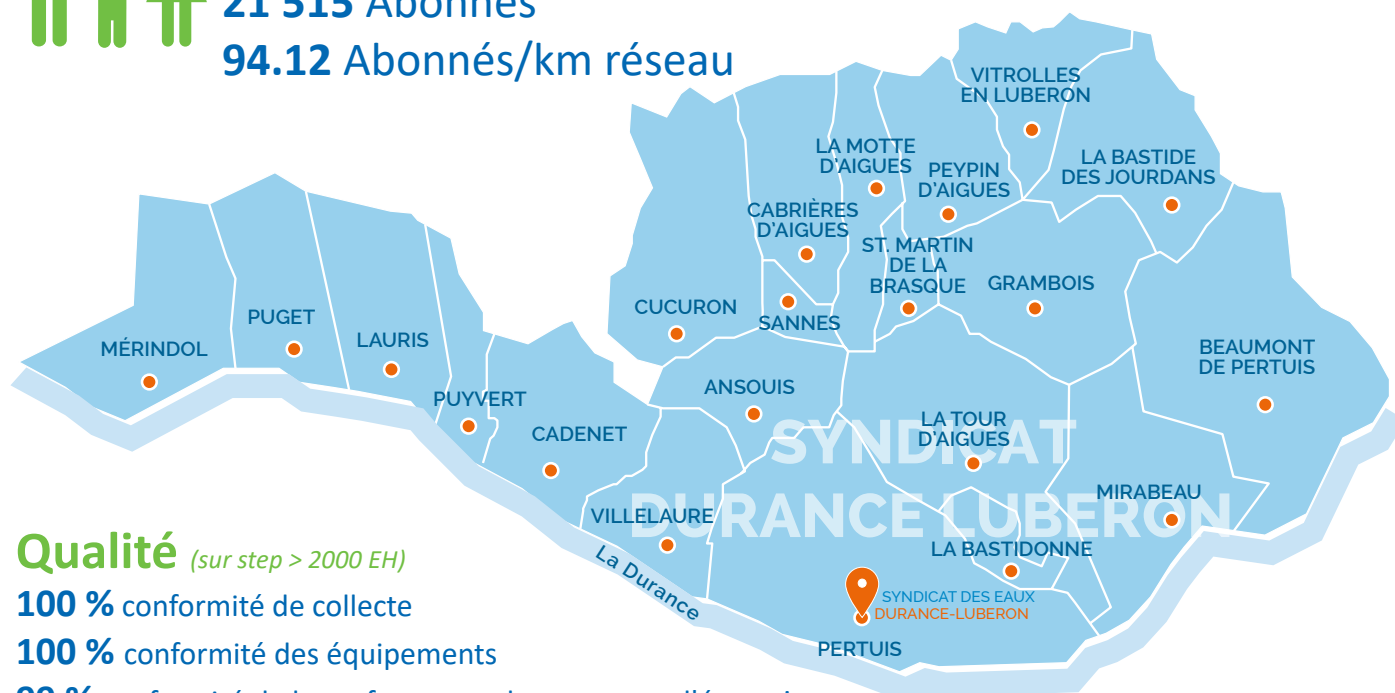 21 515 Abonnés
94.12 Abonnés/km réseau
VITROLLES
EN LUBERON
LA MOTTE
D'AIGUES
PEYPIN
D'AIGUES
LA BASTIDE
DES JOURDANS
CABRIÈRES
D'AIGUES
ST. MARTIN
DE LA
BRASQUE
GRAMBOIS
CUCURON
SANNES
PUGET
LAURIS
MÉRINDOL
BEAUMONT
DE PERTUIS
ANSOUIS
PUYVERT
CADENET
LA TOUR
D'AIGUES
SYNDICAT
DURANCE LUBERON
MIRABEAU
VILLELAURE
LA BASTIDONNE
La Durance
SYNDICAT DES EAUX
DURANCE-LUBERON
PERTUIS
Qualité (sur step > 2000 EH)
100 % conformité de collecte
100 % conformité des équipements